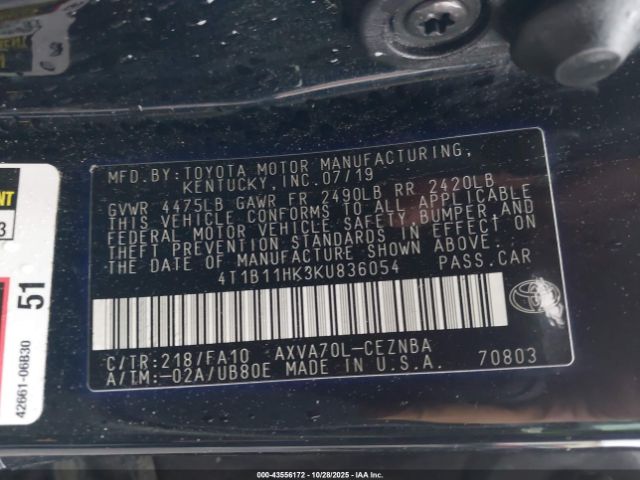 MFD.BY:TOYOTA MOTOR MANUFACTURING,
KENTUCKY,INC.07/19
GVWR 4475LB GAWR FR 2490LB RR 2420LB
THIS VEHICLE CONFORMS TO ALL APPLICABLE
FEDERAL MOTOR VEHICLE SAFETY BUMPER,AND
THEFT PREVENTION STANDARDS IN EFFECT ON
THE DATE OF MANUFACTURE SHOWN ABOVE.
4T1B11HK3KU836054 PASS.CAR
C/TR:218/FA10 AXVA70L-CEZNBA
A/TM:-02A/UB80E MADE IN U.S.A. 70803
51
42661-06B30
000-43556172 - 10/28/2025 - IAA Inc.